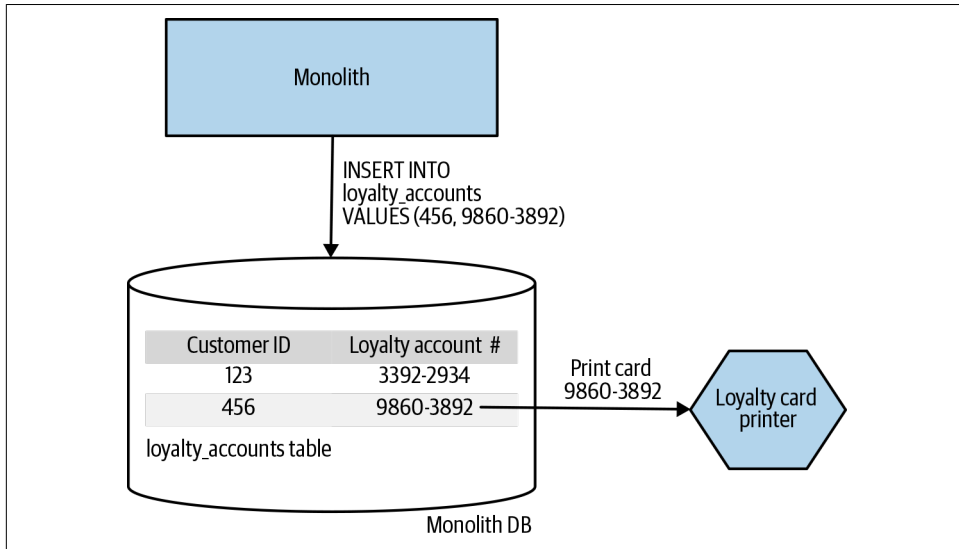 Monolith
INSERT INTO
loyalty_accounts
VALUES (456, 9860-3892)
Customer ID Loyalty account #
123 3392-2934
456 9860-3892
loyalty_accounts table
Print card
9860-3892
Loyalty card
printer
Monolith DB